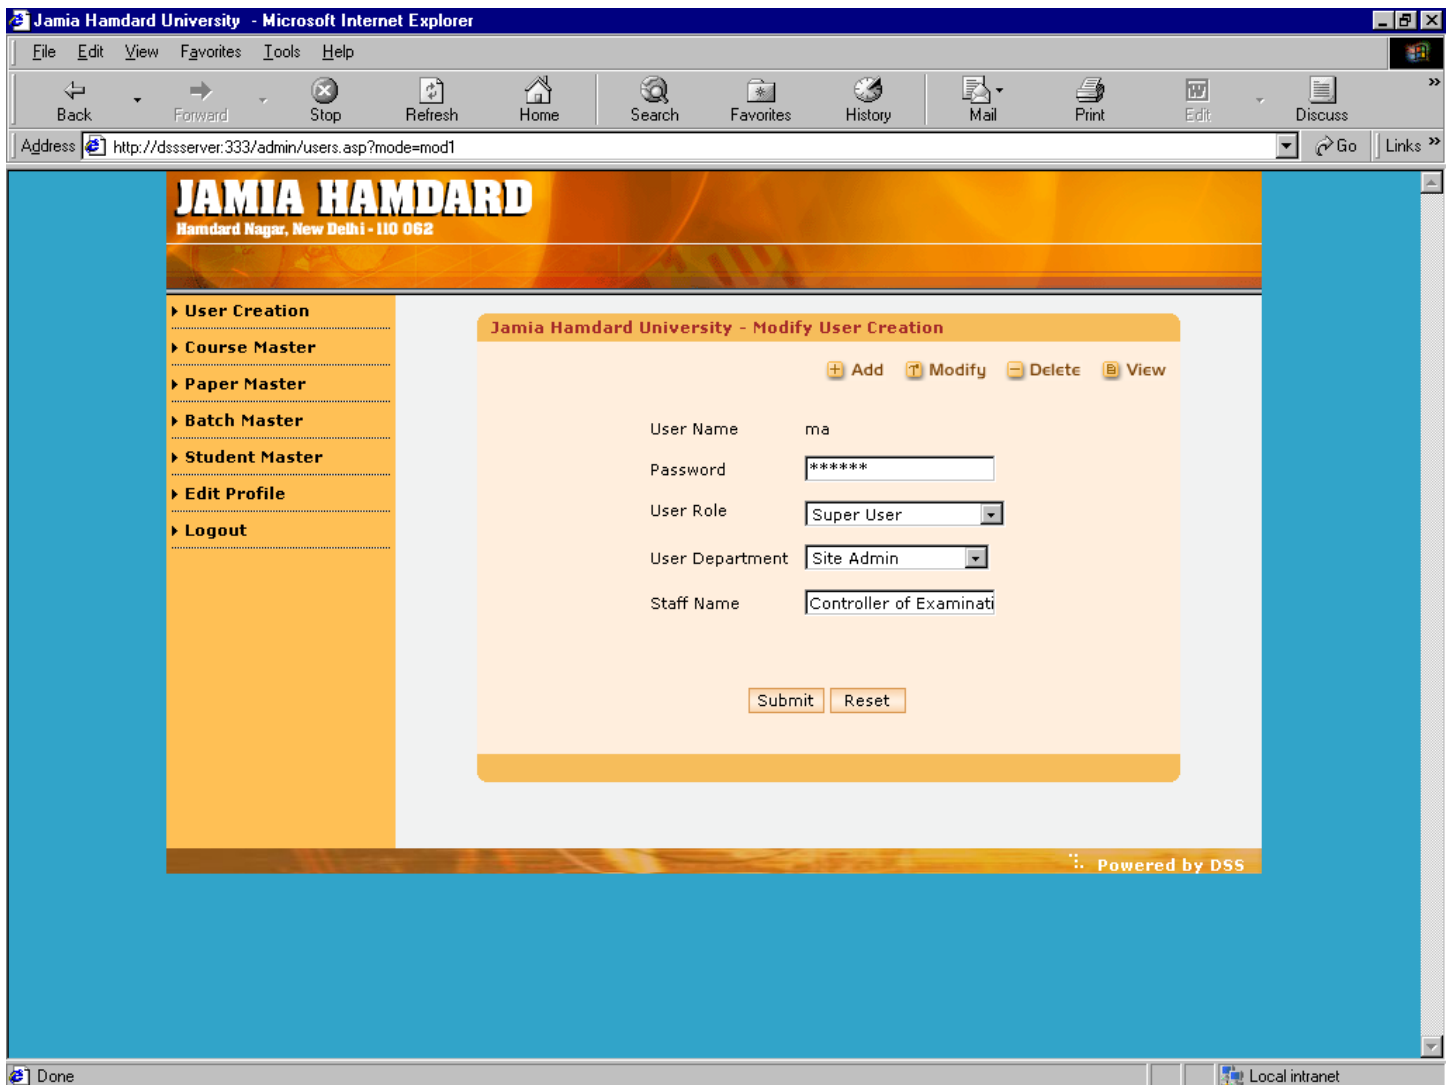 Jamia Hamdard University - Microsoft Internet Explorer
File Edit View Favorites Tools Help
Back Forward Stop Refresh Home Search Favorites History Mail Print Edit Discuss »
Address http://dssserver:333/admin/users.asp?mode=mod1 Go Links »
JAMIA HAMDARD
Hamdard Nagar, New Delhi - 110 062
User Creation
Course Master
Paper Master
Batch Master
Student Master
Edit Profile
Logout
Jamia Hamdard University - Modify User Creation
Add Modify Delete View
User Name ma
Password ******
User Role Super User
User Department Site Admin
Staff Name Controller of Examinati
Submit Reset
Powered by DSS
Done Local intranet